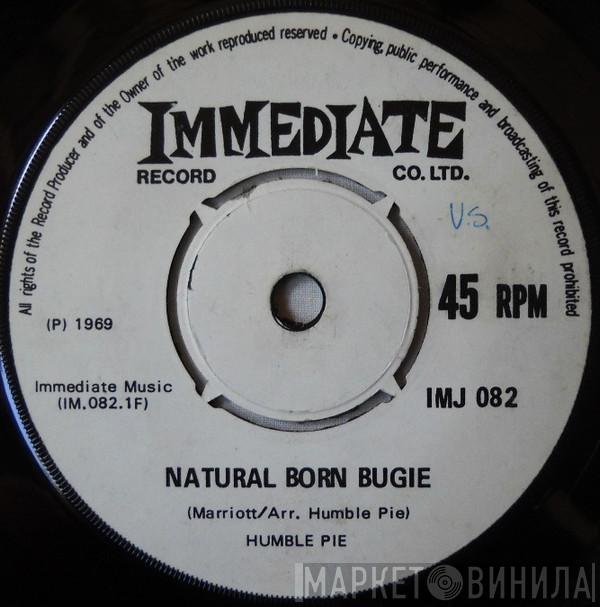 All rights of the Record Producer and of the Owner of the work reproduced reserved • Copying, public performance and broadcasting of this record prohibited
IMMEDIATE
RECORD CO. LTD.
V.S.
45 RPM
(P) 1969
Immediate Music
(IM.082.1F)
IMJ 082
NATURAL BORN BUGIE
(Marriott/Arr. Humble Pie)
HUMBLE PIE
МАРКЕТ ВИНИЛА